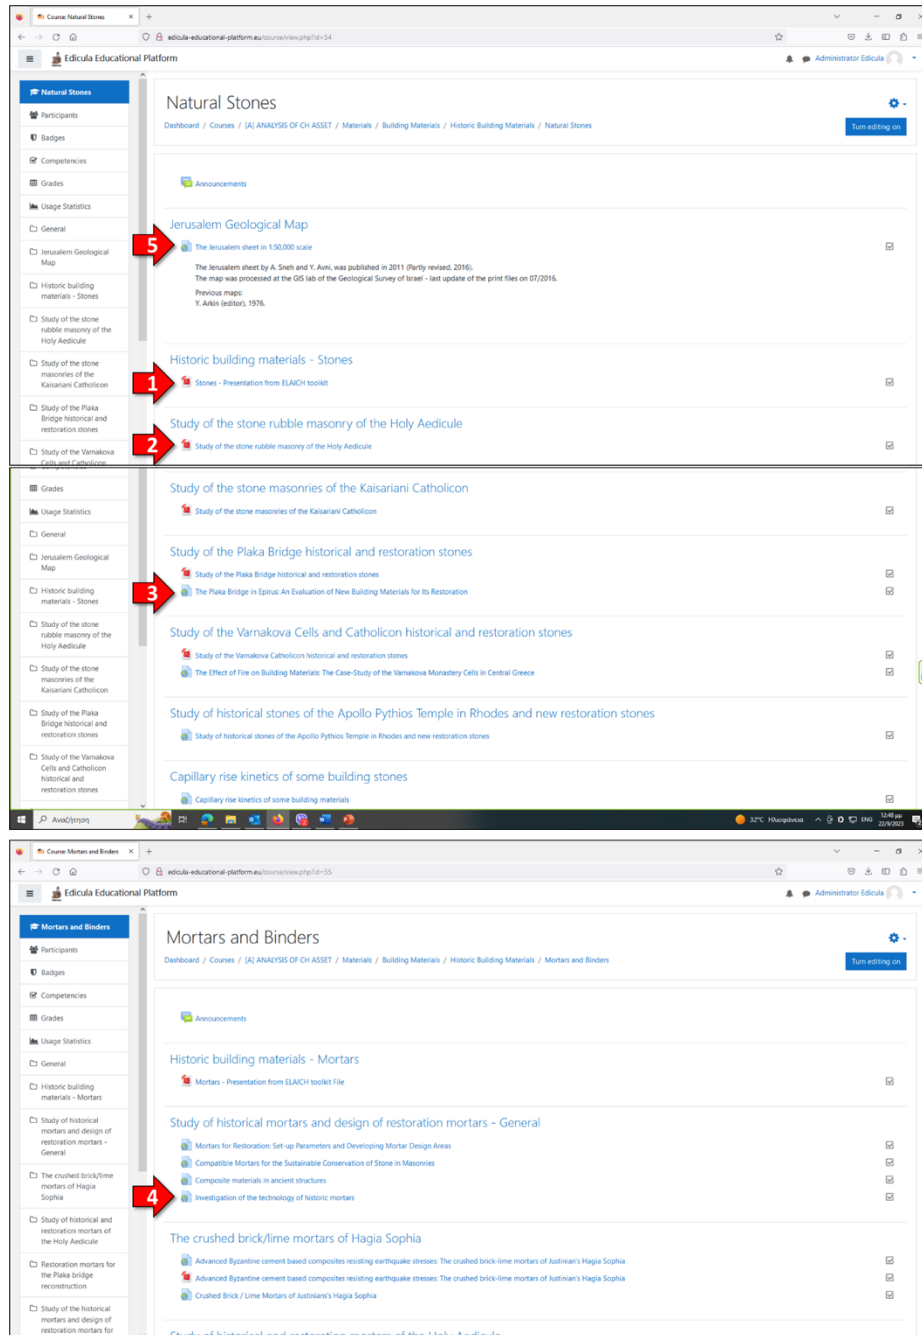 Course: Natural Stones
edicula-educational-platform.eu/course/view.php?id=54
Edicula Educational Platform
Administrator Edicula
Natural Stones
Participants
Badges
Competencies
Grades
Usage Statistics
General
Jerusalem Geological
Map
Historic building
materials - Stones
Study of the stone
rubble masonry of the
Holy Aedicule
Study of the stone
masonries of the
Kaisariani Catholicon
Study of the Plaka
Bridge historical and
restoration stones
Study of the Varnakova
Cells and Catholicon
Natural Stones
Dashboard / Courses / [A] ANALYSIS OF CH ASSET / Materials / Building Materials / Historic Building Materials / Natural Stones
Turn editing on
Announcements
Jerusalem Geological Map
5
The Jerusalem sheet in 1:50,000 scale
The Jerusalem sheet by A. Sneh and Y. Avni, was published in 2011 (Partly revised, 2016).
The map was processed at the GIS lab of the Geological Survey of Israel - last update of the print files on 07/2016.
Previous maps:
Y. Arkin (editor), 1976.
Historic building materials - Stones
1
Stones - Presentation from ELAICH toolkit
Study of the stone rubble masonry of the Holy Aedicule
2
Study of the stone rubble masonry of the Holy Aedicule
Grades
Usage Statistics
General
Jerusalem Geological
Map
Historic building
materials - Stones
Study of the stone
rubble masonry of the
Holy Aedicule
Study of the stone
masonries of the
Kaisariani Catholicon
Study of the Plaka
Bridge historical and
restoration stones
Study of the Varnakova
Cells and Catholicon
historical and
restoration stones
Study of the stone masonries of the Kaisariani Catholicon
Study of the stone masonries of the Kaisariani Catholicon
Study of the Plaka Bridge historical and restoration stones
Study of the Plaka Bridge historical and restoration stones
3
The Plaka Bridge in Epirus: An Evaluation of New Building Materials for Its Restoration
Study of the Varnakova Cells and Catholicon historical and restoration stones
Study of the Varnakova Catholicon historical and restoration stones
The Effect of Fire on Building Materials: The Case-Study of the Varnakova Monastery Cells in Central Greece
Study of historical stones of the Apollo Pythios Temple in Rhodes and new restoration stones
Study of historical stones of the Apollo Pythios Temple in Rhodes and new restoration stones
Capillary rise kinetics of some building stones
Capillary rise kinetics of some building materials
Αναζήτηση
32°C Ηλιοφάνεια
ENG
12:48 μμ
22/9/2023
Course: Mortars and Binders
edicula-educational-platform.eu/course/view.php?id=55
Edicula Educational Platform
Administrator Edicula
Mortars and Binders
Participants
Badges
Competencies
Grades
Usage Statistics
General
Historic building
materials - Mortars
Study of historical
mortars and design of
restoration mortars -
General
The crushed brick/lime
mortars of Hagia
Sophia
Study of historical and
restoration mortars of
the Holy Aedicule
Restoration mortars for
the Plaka bridge
reconstruction
Study of the historical
mortars and design of
restoration mortars for
Mortars and Binders
Dashboard / Courses / [A] ANALYSIS OF CH ASSET / Materials / Building Materials / Historic Building Materials / Mortars and Binders
Turn editing on
Announcements
Historic building materials - Mortars
Mortars - Presentation from ELAICH toolkit File
Study of historical mortars and design of restoration mortars - General
Mortars for Restoration: Set-up Parameters and Developing Mortar Design Areas
Compatible Mortars for the Sustainable Conservation of Stone in Masonries
Composite materials in ancient structures
4
Investigation of the technology of historic mortars
The crushed brick/lime mortars of Hagia Sophia
Advanced Byzantine cement based composites resisting earthquake stresses: The crushed brick-lime mortars of Justinian's Hagia Sophia
Advanced Byzantine cement based composites resisting earthquake stresses: The crushed brick-lime mortars of Justinian's Hagia Sophia
Crushed Brick / Lime Mortars of Justinians's Hagia Sophia
Study of historical and restoration mortars of the Holy Aedicule